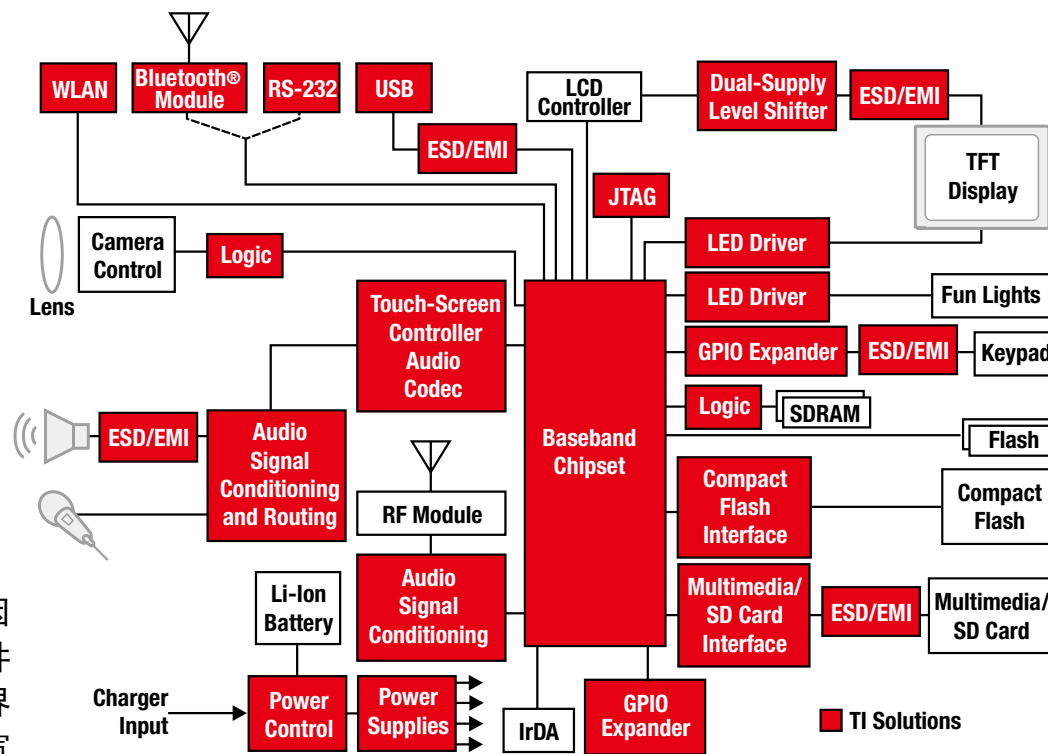 WLAN
Bluetooth®
Module
RS-232
USB
ESD/EMI
LCD
Controller
Dual-Supply
Level Shifter
ESD/EMI
TFT
Display
JTAG
Camera
Control
Logic
Lens
LED Driver
LED Driver
Fun Lights
Touch-Screen
Controller
Audio
Codec
GPIO Expander
ESD/EMI
Keypad
Logic
SDRAM
Baseband
Chipset
Flash
ESD/EMI
Audio
Signal
Conditioning
and Routing
RF Module
Compact
Flash
Interface
Compact
Flash
Audio
Signal
Conditioning
Li-Ion
Battery
Multimedia/
SD Card
Interface
ESD/EMI
Multimedia/
SD Card
Charger
Input
Power
Control
Power
Supplies
IrDA
GPIO
Expander
TI Solutions